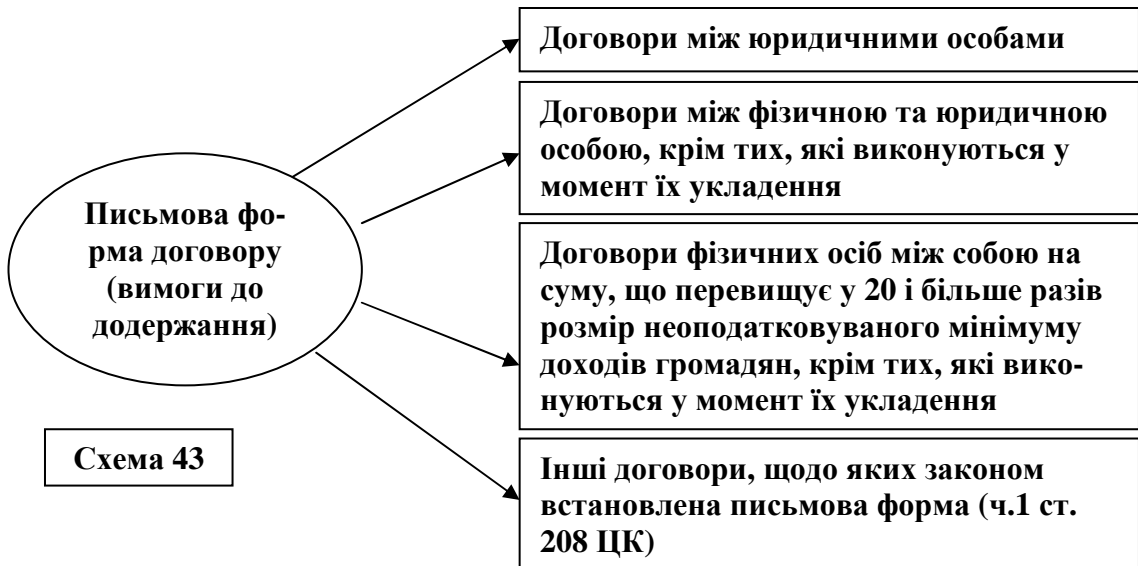 Письмова фо-
рма договору
(вимоги до
додержання)
Договори між юридичними особами
Договори між фізичною та юридичною
особою, крім тих, які виконуються у
момент їх укладення
Договори фізичних осіб між собою на
суму, що перевищує у 20 і більше разів
розмір неоподатковуваного мінімуму
доходів громадян, крім тих, які вико-
нуються у момент їх укладення
Інші договори, щодо яких законом
встановлена письмова форма (ч.1 ст.
208 ЦК)
Схема 43